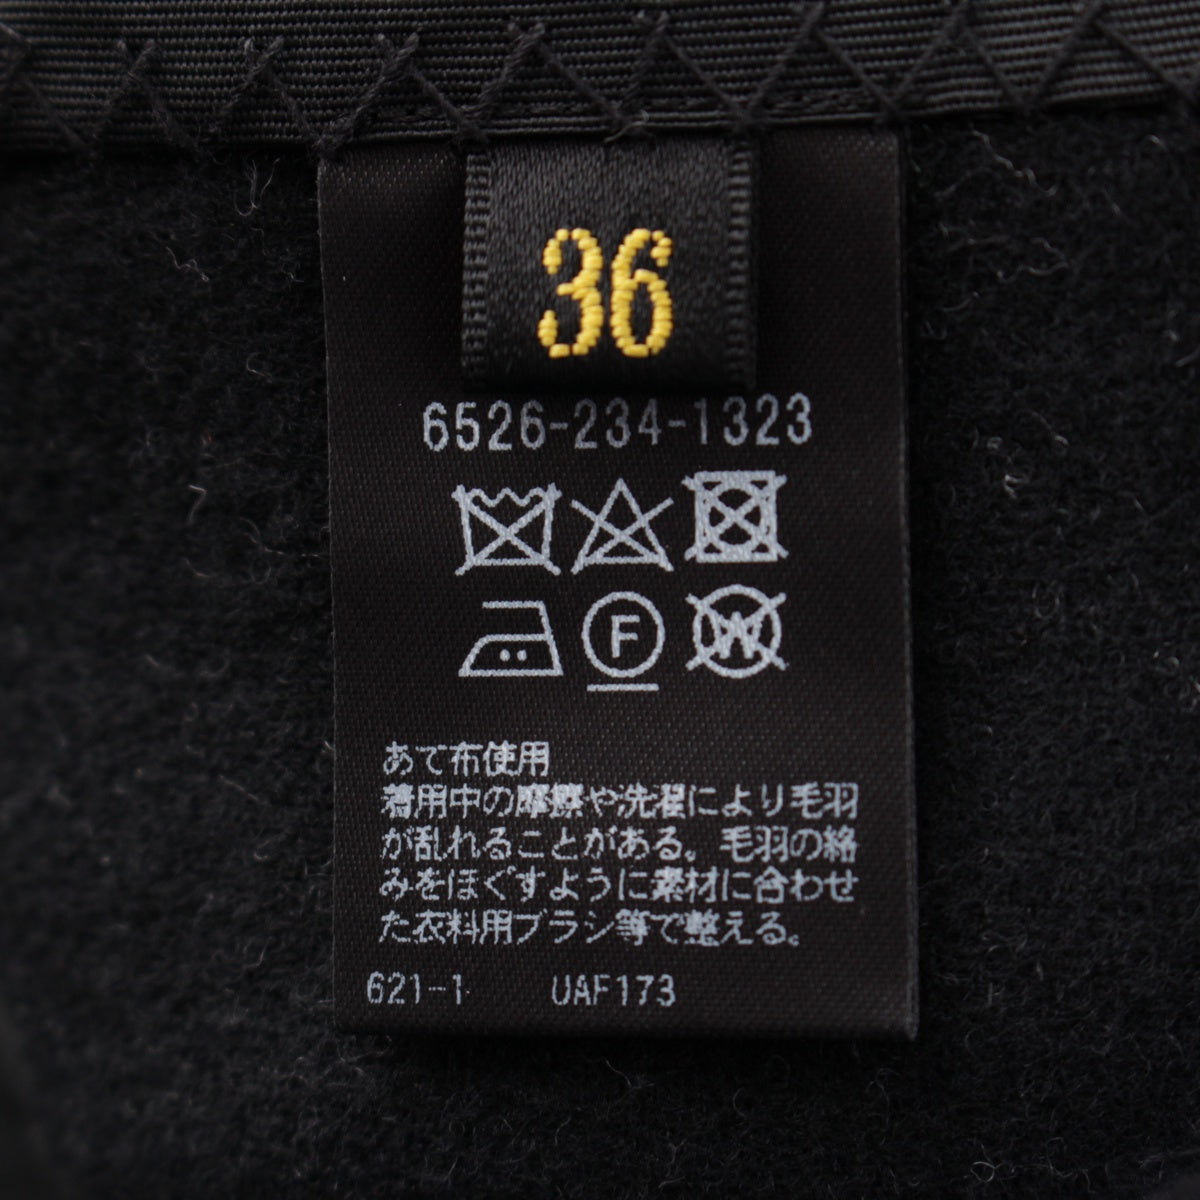 36
6526-234-1323
F
W
あて布使用
着用中の摩擦や洗濯により毛羽
が乱れることがある。毛羽の絡
みをほぐすように素材に合わせ
た衣料用ブラシ等で整える。
621-1 UAF173